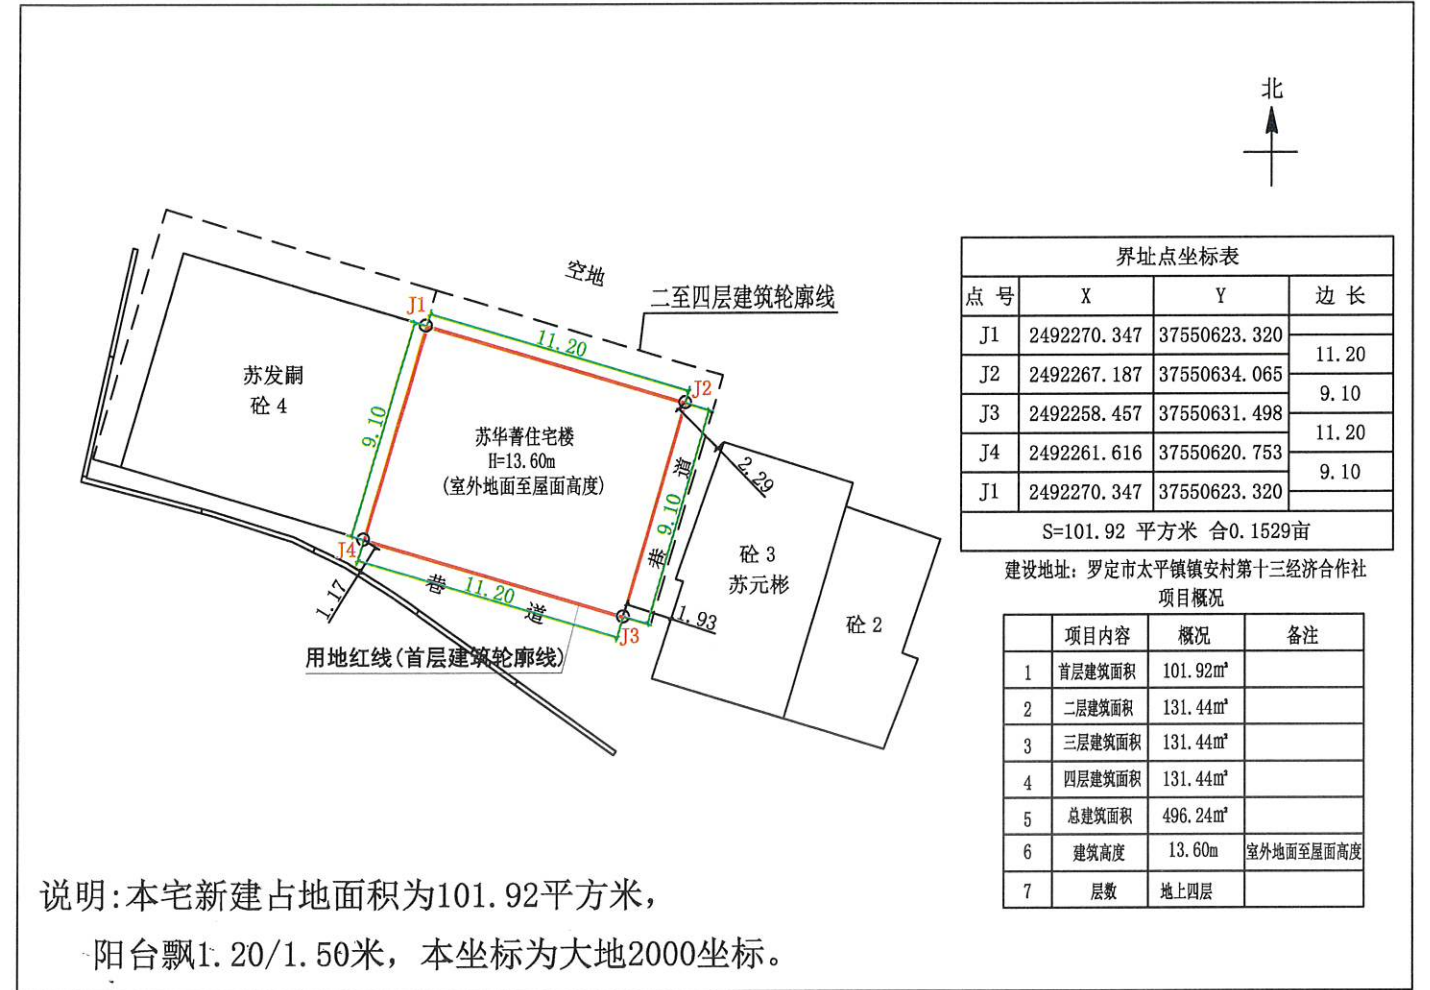 北
空地
二至四层建筑轮廓线
J1
11.20
J2
苏发嗣
砼 4
9.10
苏华菁住宅楼
H=13.60m
(室外地面至屋面高度)
2.29
巷道
9.10
J4
1.17
巷道
11.20
J3
1.93
用地红线(首层建筑轮廓线)
砼 3
苏元彬
砼 2
界址点坐标表
点 号 X Y 边 长
J1 2492270.347 37550623.320
11.20
J2 2492267.187 37550634.065
9.10
J3 2492258.457 37550631.498
11.20
J4 2492261.616 37550620.753
9.10
J1 2492270.347 37550623.320
S=101.92 平方米 合0.1529亩
建设地址: 罗定市太平镇镇安村第十三经济合作社
项目概况
项目内容 概况 备注
1 首层建筑面积 101.92m²
2 二层建筑面积 131.44m²
3 三层建筑面积 131.44m²
4 四层建筑面积 131.44m²
5 总建筑面积 496.24m²
6 建筑高度 13.60m 室外地面至屋面高度
7 层数 地上四层
说明:本宅新建占地面积为101.92平方米,
阳台飘1.20/1.50米, 本坐标为大地2000坐标。